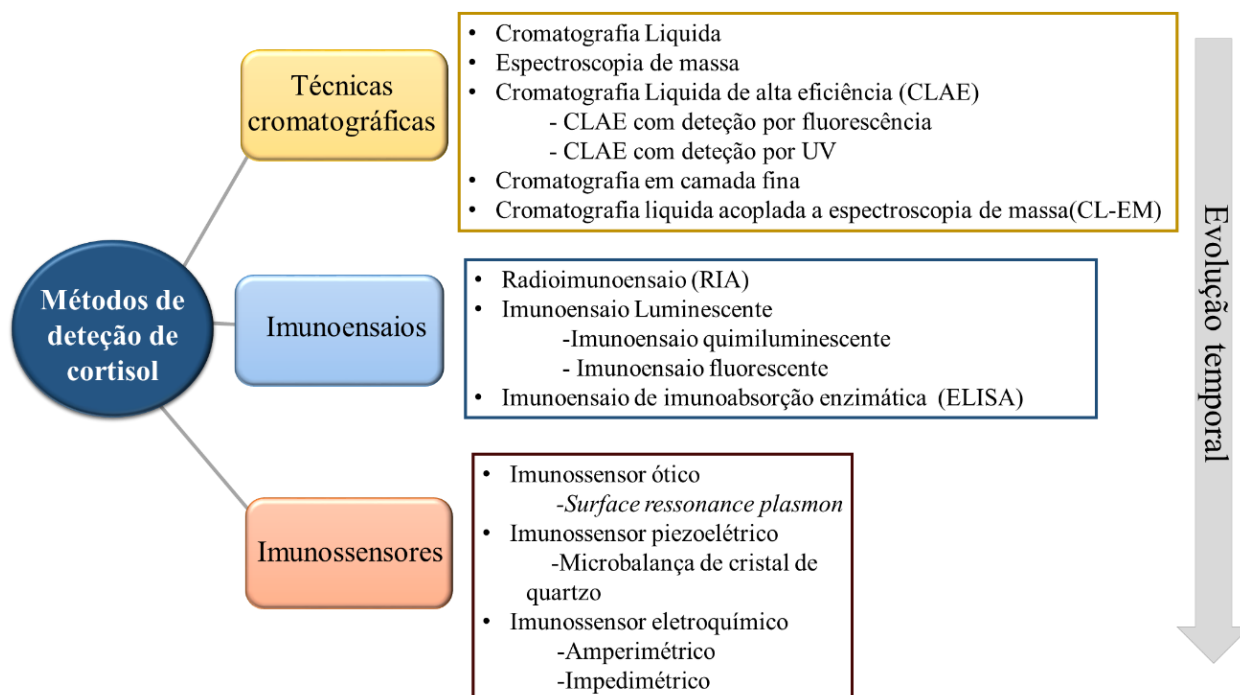 Métodos de
deteção de
cortisol
Técnicas
cromatográficas
• Cromatografia Liquida
• Espectroscopia de massa
• Cromatografia Liquida de alta eficiência (CLAE)
- CLAE com deteção por fluorescência
- CLAE com deteção por UV
• Cromatografia em camada fina
• Cromatografia liquida acoplada a espectroscopia de massa(CL-EM)
Imunoensaios
• Radioimunoensaio (RIA)
• Imunoensaio Luminescente
-Imunoensaio quimiluminescente
- Imunoensaio fluorescente
• Imunoensaio de imunoabsorção enzimática (ELISA)
Imunossensores
• Imunossensor ótico
-Surface ressonance plasmon
• Imunossensor piezoelétrico
-Microbalança de cristal de
quartzo
• Imunossensor eletroquímico
-Amperimétrico
-Impedimétrico
Evolução temporal